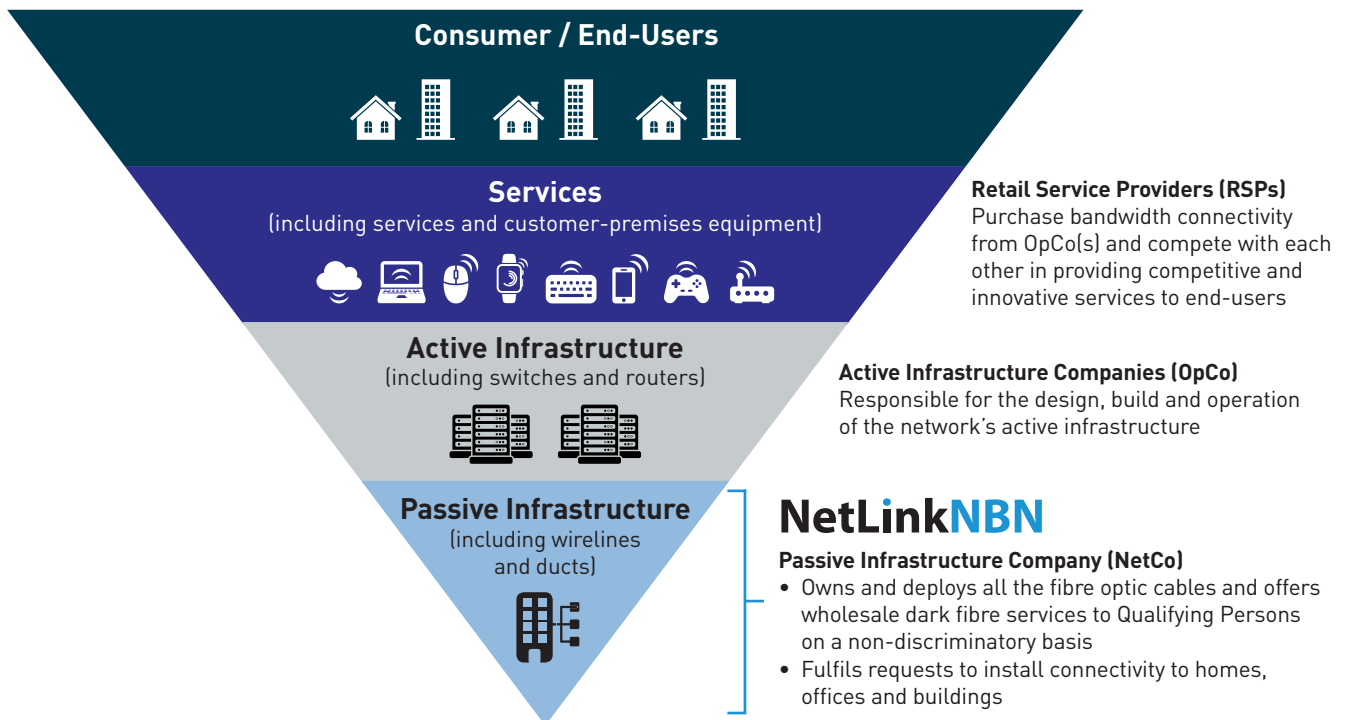 Consumer / End-Users
Services
(including services and customer-premises equipment)
Retail Service Providers (RSPs)
Purchase bandwidth connectivity
from OpCo(s) and compete with each
other in providing competitive and
innovative services to end-users
Active Infrastructure
(including switches and routers)
Active Infrastructure Companies (OpCo)
Responsible for the design, build and operation
of the network's active infrastructure
Passive Infrastructure
(including wirelines
and ducts)
NetLinkNBN
Passive Infrastructure Company (NetCo)
• Owns and deploys all the fibre optic cables and offers
wholesale dark fibre services to Qualifying Persons
on a non-discriminatory basis
• Fulfils requests to install connectivity to homes,
offices and buildings